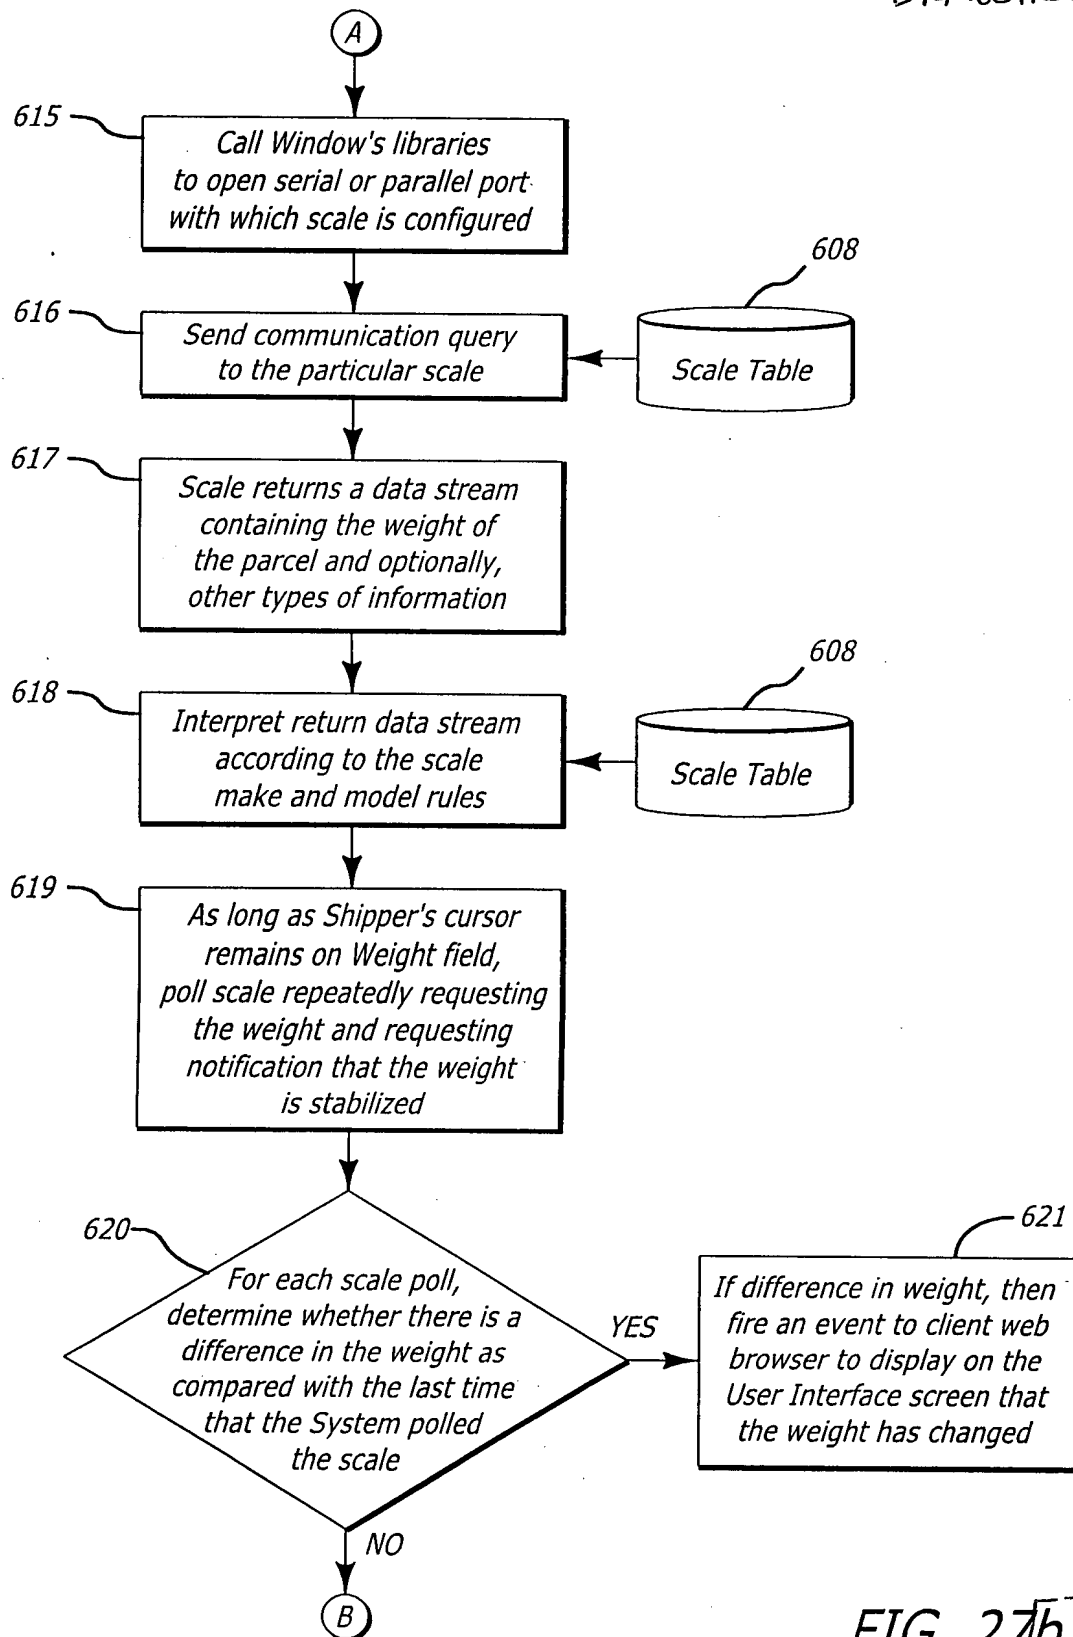 A
615
Call Window's libraries
to open serial or parallel port
with which scale is configured
608
616
Send communication query
to the particular scale
Scale Table
617
Scale returns a data stream
containing the weight of
the parcel and optionally,
other types of information
608
618
Interpret return data stream
according to the scale
make and model rules
Scale Table
619
As long as Shipper's cursor
remains on Weight field,
poll scale repeatedly requesting
the weight and requesting
notification that the weight
is stabilized
620
For each scale poll,
determine whether there is a
difference in the weight as
compared with the last time
that the System polled
the scale
YES
621
If difference in weight, then
fire an event to client web
browser to display on the
User Interface screen that
the weight has changed
NO
B
FIG. 27b